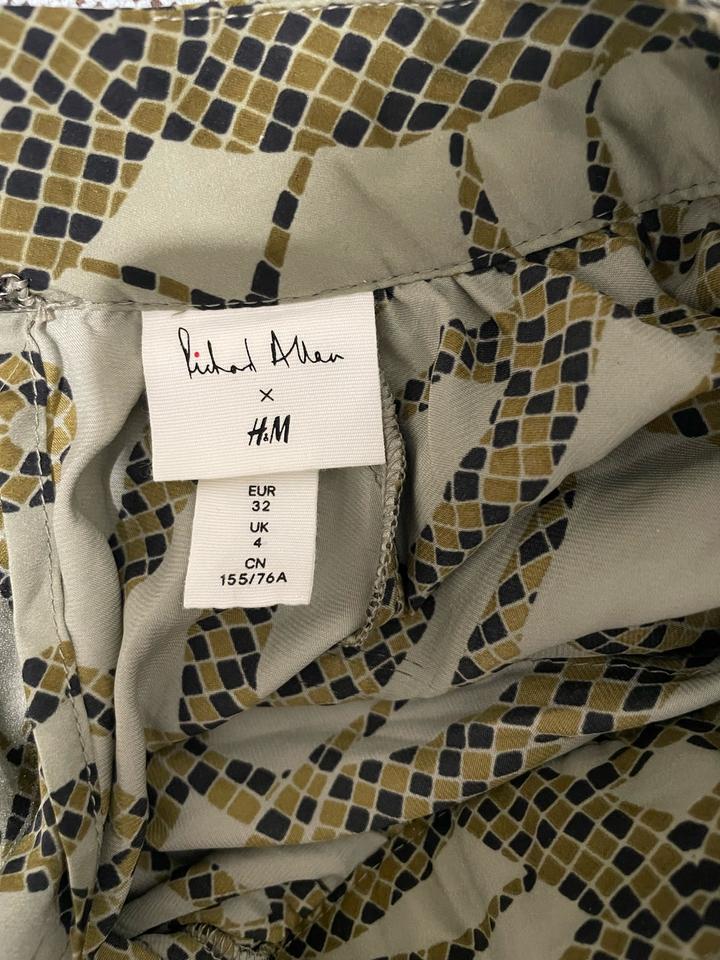 Richard Allan
×
H&M
EUR
32
UK
4
CN
155/76A